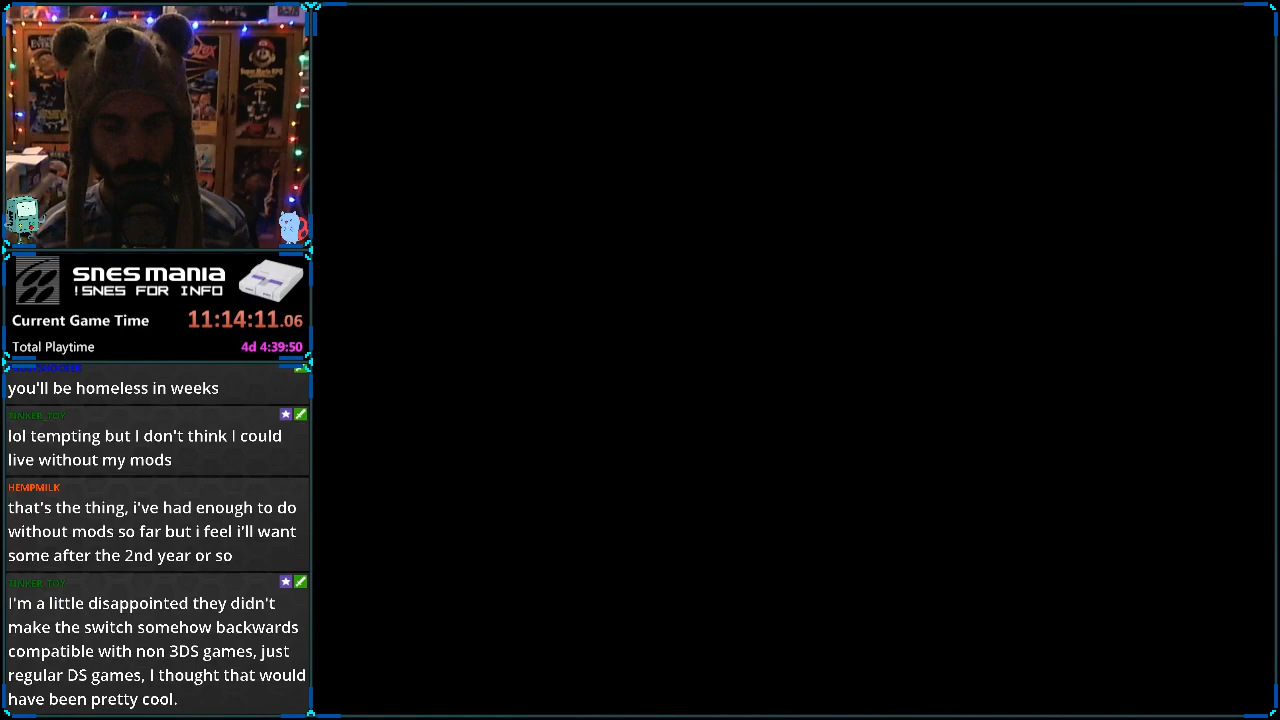 Super Mario RPG
SNES MANIA
!SNES FOR INFO
Current Game Time 11:14:11.06
Total Playtime 4d 4:39:50
you'll be homeless in weeks
TINKER_TOY
lol tempting but I don't think I could
live without my mods
HEMPMILK
that's the thing, i've had enough to do
without mods so far but i feel i'll want
some after the 2nd year or so
TINKER_TOY
I'm a little disappointed they didn't
make the switch somehow backwards
compatible with non 3DS games, just
regular DS games, I thought that would
have been pretty cool.